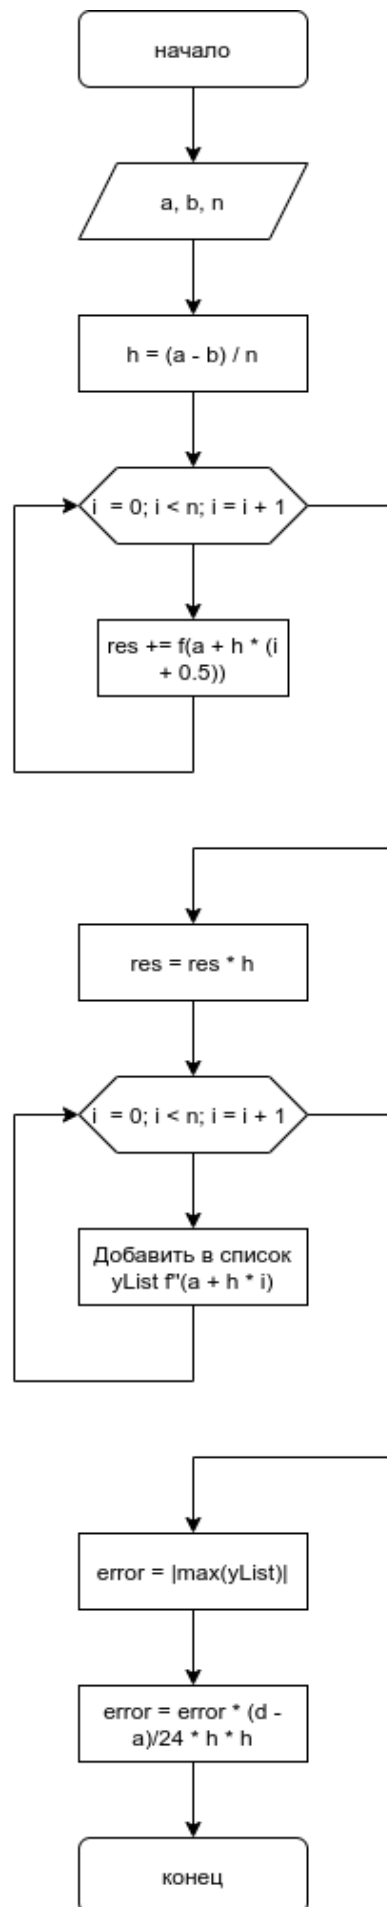 начало
a, b, n
h = (a - b) / n
i  = 0; i < n; i = i + 1
res += f(a + h * (i
+ 0.5))
res = res * h
i  = 0; i < n; i = i + 1
Добавить в список
yList f"(a + h * i)
error = |max(yList)|
error = error * (d -
a)/24 * h * h
конец